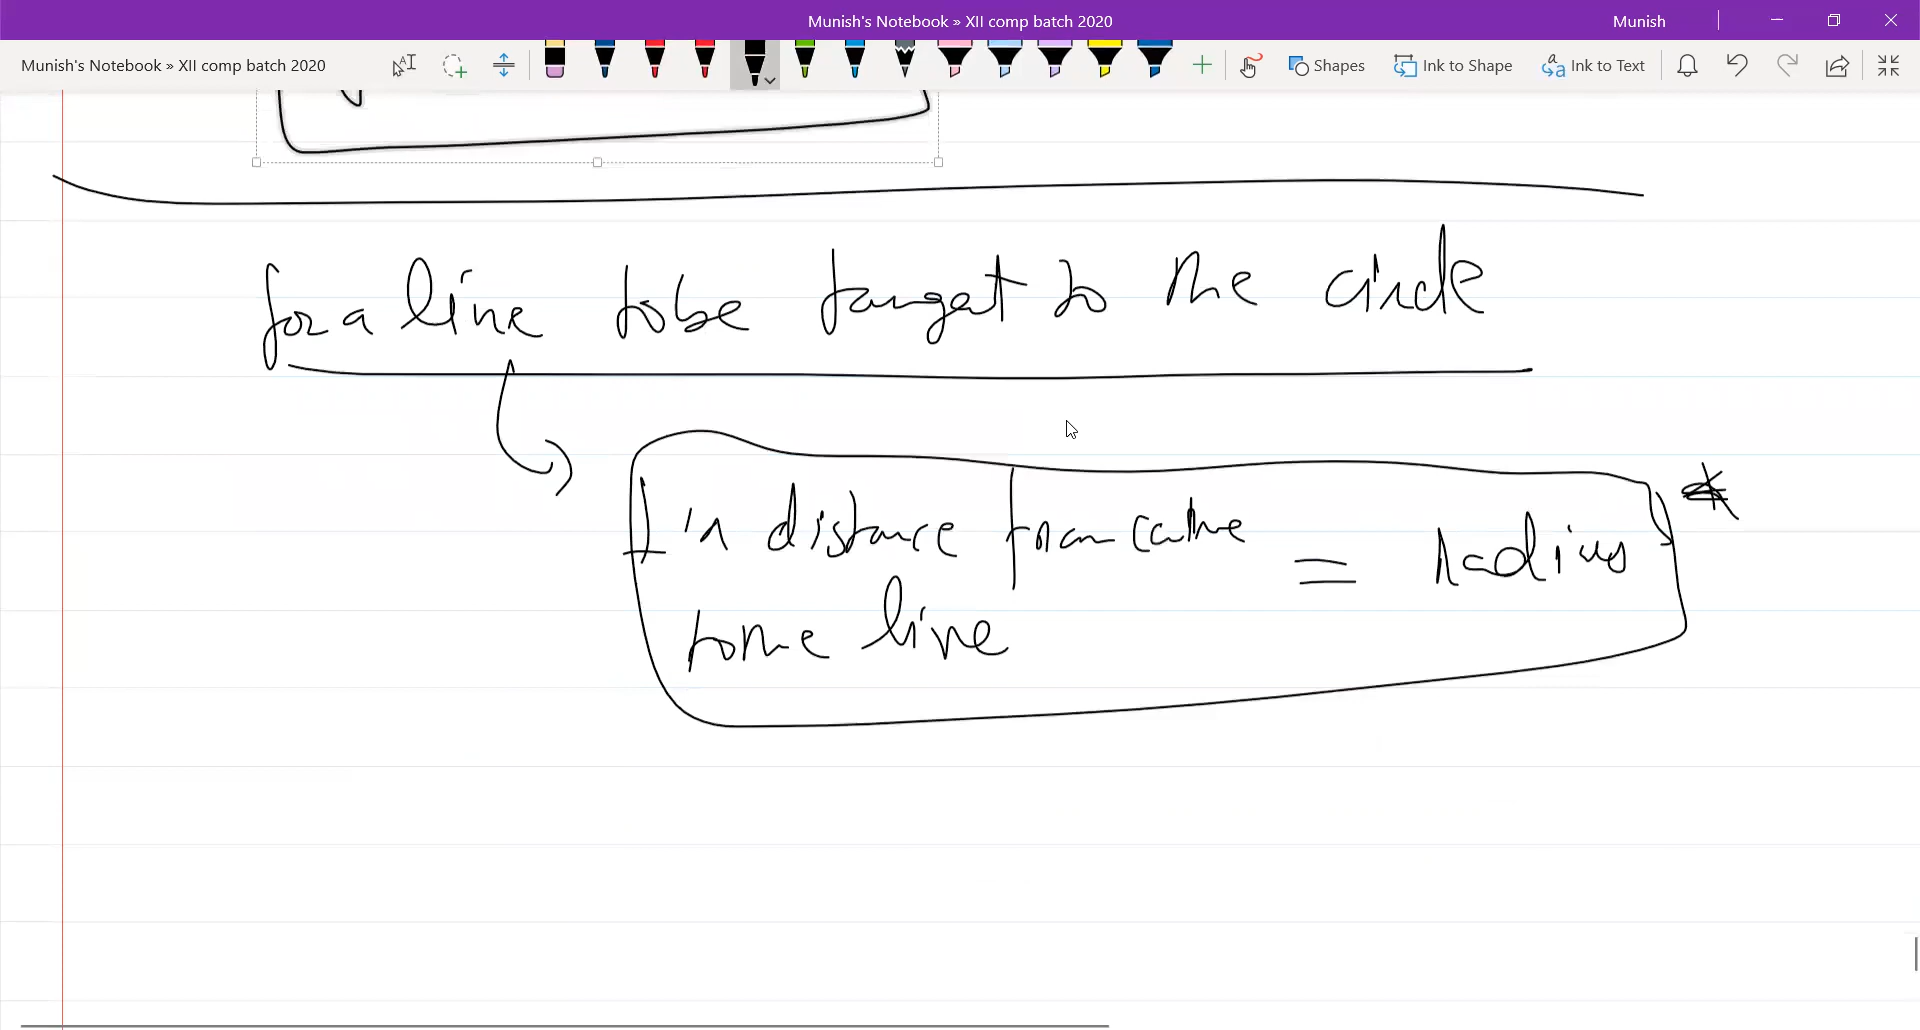 Munish's Notebook » XII comp batch 2020
Munish
Munish's Notebook » XII comp batch 2020
Shapes
Ink to Shape
Ink to Text
for a line to be tangent to the circle
⊥'r distance from centre = radius
to the line